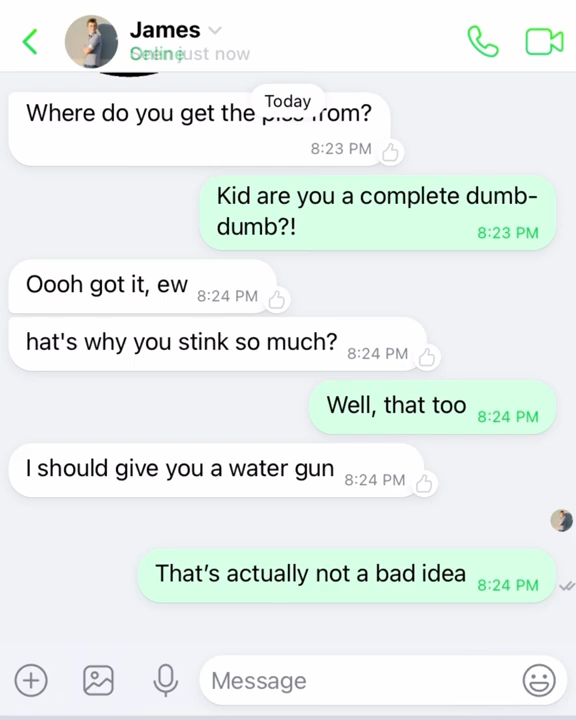 James
just now
Today
Where do you get the from?
8:23 PM
Kid are you a complete dumb-
dumb?!
8:23 PM
Oooh got it, ew
8:24 PM
hat's why you stink so much?
8:24 PM
Well, that too
8:24 PM
I should give you a water gun
8:24 PM
That's actually not a bad idea
8:24 PM
Message